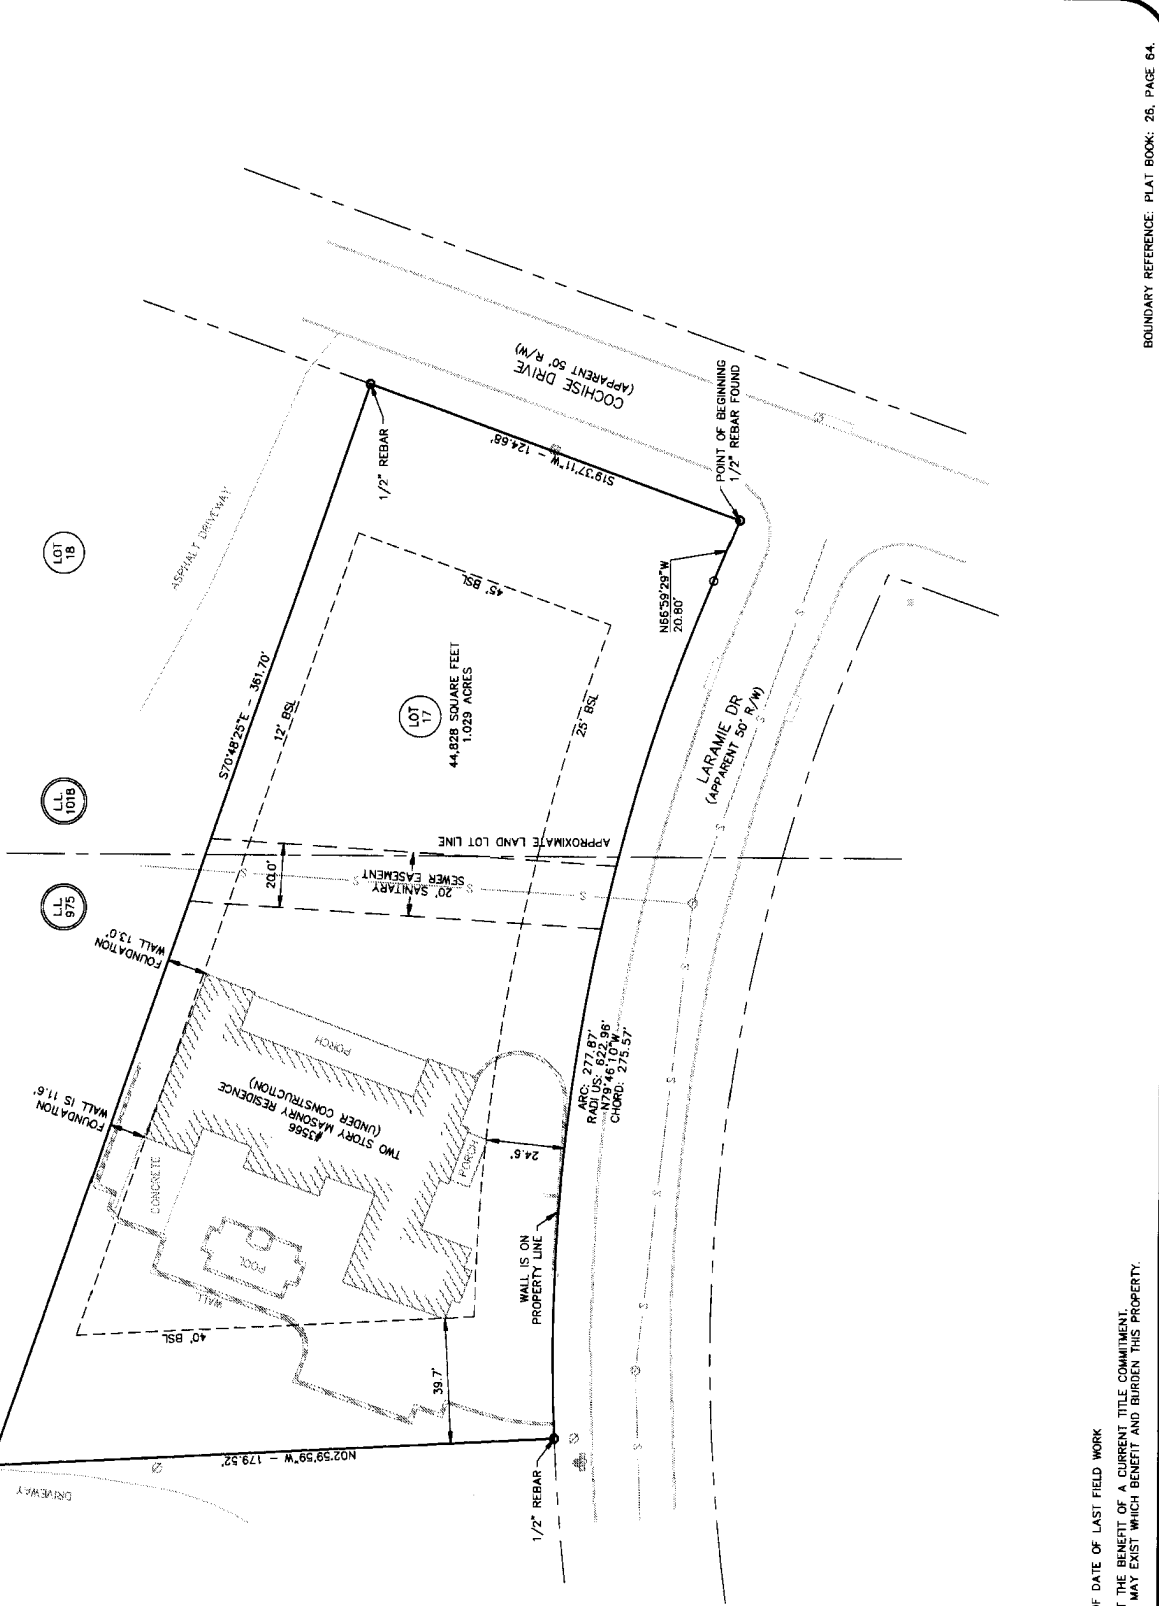 BOUNDARY REFERENCE: PLAT BOOK: 26, PAGE 64.
LOT
18
ASPHALT DRIVEWAY
COCHISE DRIVE
(APPARENT 50' R/W)
1/2" REBAR
S19°37'11"W - 124.68'
POINT OF BEGINNING
1/2" REBAR FOUND
N66°59'29"W
20.80'
45' BSL
S70°48'25"E - 361.70'
12' BSL
LOT
17
44,828 SQUARE FEET
1.029 ACRES
25' BSL
LARAMIE DR
(APPARENT 50' R/W)
L.L.
1018
L.L.
975
APPROXIMATE LAND LOT LINE
20.0'
20' SANITARY
SEWER EASEMENT
FOUNDATION
WALL 13.0'
FOUNDATION
WALL IS 11.6'
PORCH
TWO STORY MASONRY RESIDENCE
#3566
(UNDER CONSTRUCTION)
ARC: 277.87'
RADIUS: 622.96'
N79°46'10"W
CHORD: 275.57'
CONCRETE
PORCH
24.6'
POOL
WALL
WALL IS ON
PROPERTY LINE
40' BSL
39.7'
N02°59'59"W - 179.52'
1/2" REBAR
DRIVEWAY
S
S
S
S
S
S
S
S
S
S
S
S
F DATE OF LAST FIELD WORK
T THE BENEFIT OF A CURRENT TITLE COMMITMENT.
MAY EXIST WHICH BENEFIT AND BURDEN THIS PROPERTY.